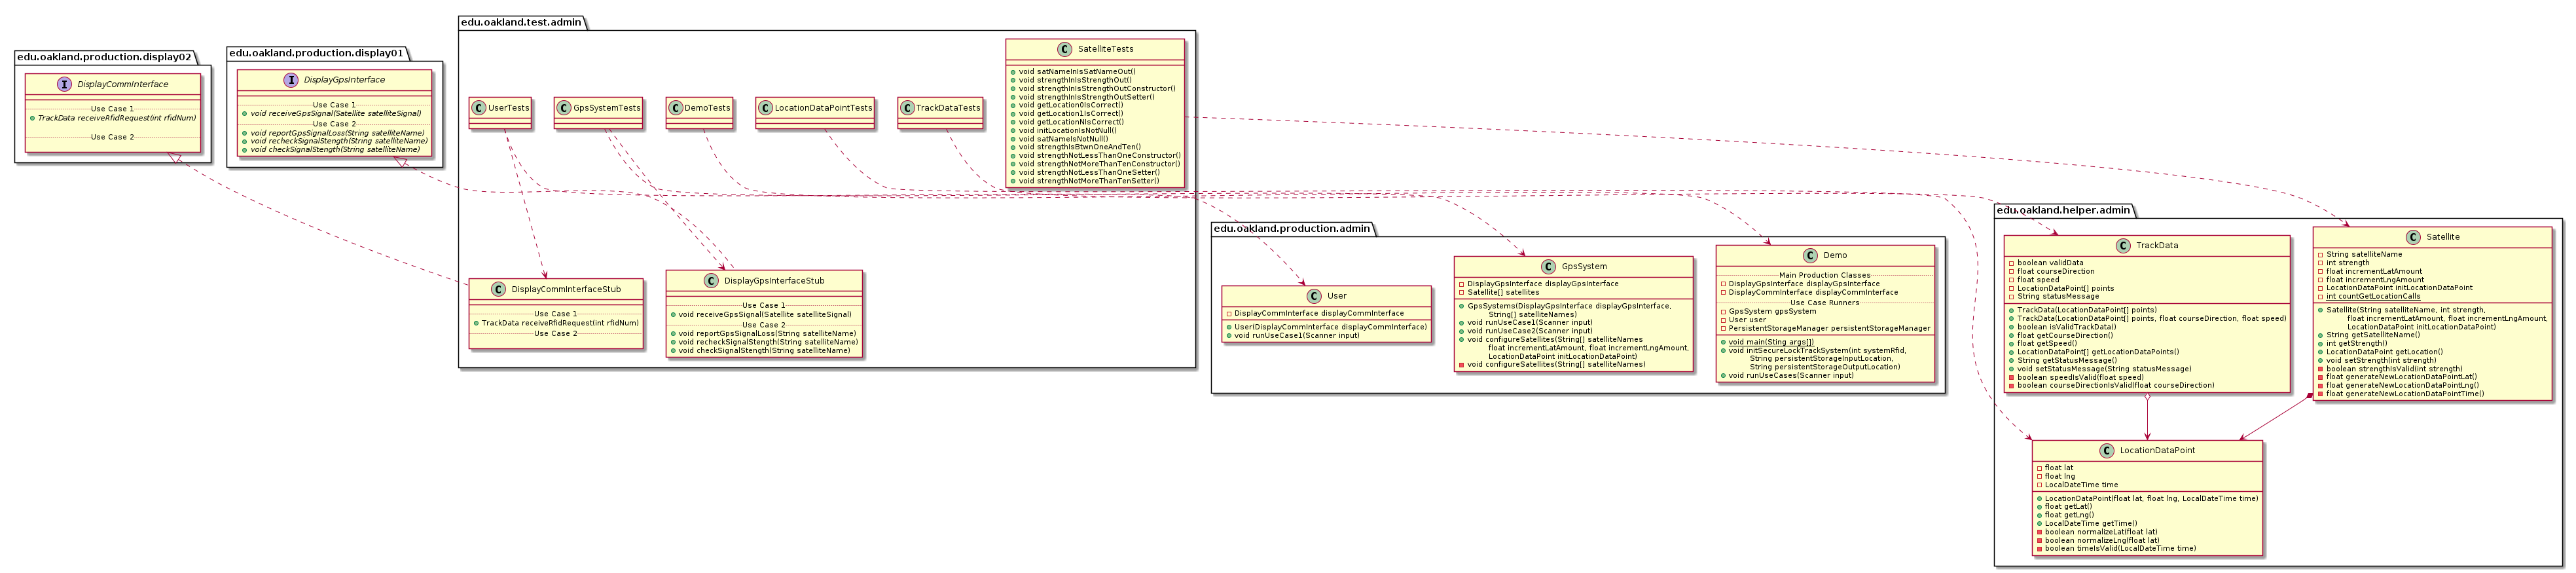 edu.oakland.production.display02
I DisplayCommInterface
Use Case 1
TrackData receiveRfidRequest(int rfidNum)
Use Case 2
edu.oakland.production.display01
I DisplayGpsInterface
Use Case 1
void receiveGpsSignal(Satellite satelliteSignal)
Use Case 2
void reportGpsSignalLoss(String satelliteName)
void recheckSignalStength(String satelliteName)
void checkSignalStength(String satelliteName)
edu.oakland.test.admin
C UserTests
C GpsSystemTests
C DemoTests
C LocationDataPointTests
C TrackDataTests
C SatelliteTests
void satNameInIsSatNameOut()
void strengthInIsStrengthOut()
void strengthInIsStrengthOutConstructor()
void strengthInIsStrengthOutSetter()
void getLocation0IsCorrect()
void getLocation1IsCorrect()
void getLocationNIsCorrect()
void initLocationIsNotNull()
void satNameIsNotNull()
void strengthIsBtwnOneAndTen()
void strengthNotLessThanOneConstructor()
void strengthNotMoreThanTenConstructor()
void strengthNotLessThanOneSetter()
void strengthNotMoreThanTenSetter()
C DisplayCommInterfaceStub
Use Case 1
TrackData receiveRfidRequest(int rfidNum)
Use Case 2
C DisplayGpsInterfaceStub
Use Case 1
void receiveGpsSignal(Satellite satelliteSignal)
Use Case 2
void reportGpsSignalLoss(String satelliteName)
void recheckSignalStength(String satelliteName)
void checkSignalStength(String satelliteName)
edu.oakland.production.admin
C User
DisplayCommInterface displayCommInterface
User(DisplayCommInterface displayCommInterface)
void runUseCase1(Scanner input)
C GpsSystem
DisplayGpsInterface displayGpsInterface
Satellite[] satellites
GpsSystems(DisplayGpsInterface displayGpsInterface,
String[] satelliteNames)
void runUseCase1(Scanner input)
void runUseCase2(Scanner input)
void configureSatellites(String[] satelliteNames
float incrementLatAmount, float incrementLngAmount,
LocationDataPoint initLocationDataPoint)
void configureSatellites(String[] satelliteNames)
C Demo
Main Production Classes
DisplayGpsInterface displayGpsInterface
DisplayCommInterface displayCommInterface
Use Case Runners
GpsSystem gpsSystem
User user
PersistentStorageManager persistentStorageManager
void main(String args[])
void initSecureLockTrackSystem(int systemRfid,
String persistentStorageInputLocation,
String persistentStorageOutputLocation)
void runUseCases(Scanner input)
edu.oakland.helper.admin
C TrackData
boolean validData
float courseDirection
float speed
LocationDataPoint[] points
String statusMessage
TrackData(LocationDataPoint[] points)
TrackData(LocationDataPoint[] points, float courseDirection, float speed)
boolean isValidTrackData()
float getCourseDirection()
float getSpeed()
LocationDataPoint[] getLocationDataPoints()
String getStatusMessage()
void setStatusMessage(String statusMessage)
boolean speedIsValid(float speed)
boolean courseDirectionIsValid(float courseDirection)
C Satellite
String satelliteName
int strength
float incrementLatAmount
float incrementLngAmount
LocationDataPoint initLocationDataPoint
int countGetLocationCalls
Satellite(String satelliteName, int strength,
float incrementLatAmount, float incrementLngAmount,
LocationDataPoint initLocationDataPoint)
String getSatelliteName()
int getStrength()
LocationDataPoint getLocation()
void setStrength(int strength)
boolean strengthIsValid(int strength)
float generateNewLocationDataPointLat()
float generateNewLocationDataPointLng()
float generateNewLocationDataPointTime()
C LocationDataPoint
float lat
float lng
LocalDateTime time
LocationDataPoint(float lat, float lng, LocalDateTime time)
float getLat()
float getLng()
LocalDateTime getTime()
boolean normalizeLat(float lat)
boolean normalizeLng(float lat)
boolean timeIsValid(LocalDateTime time)